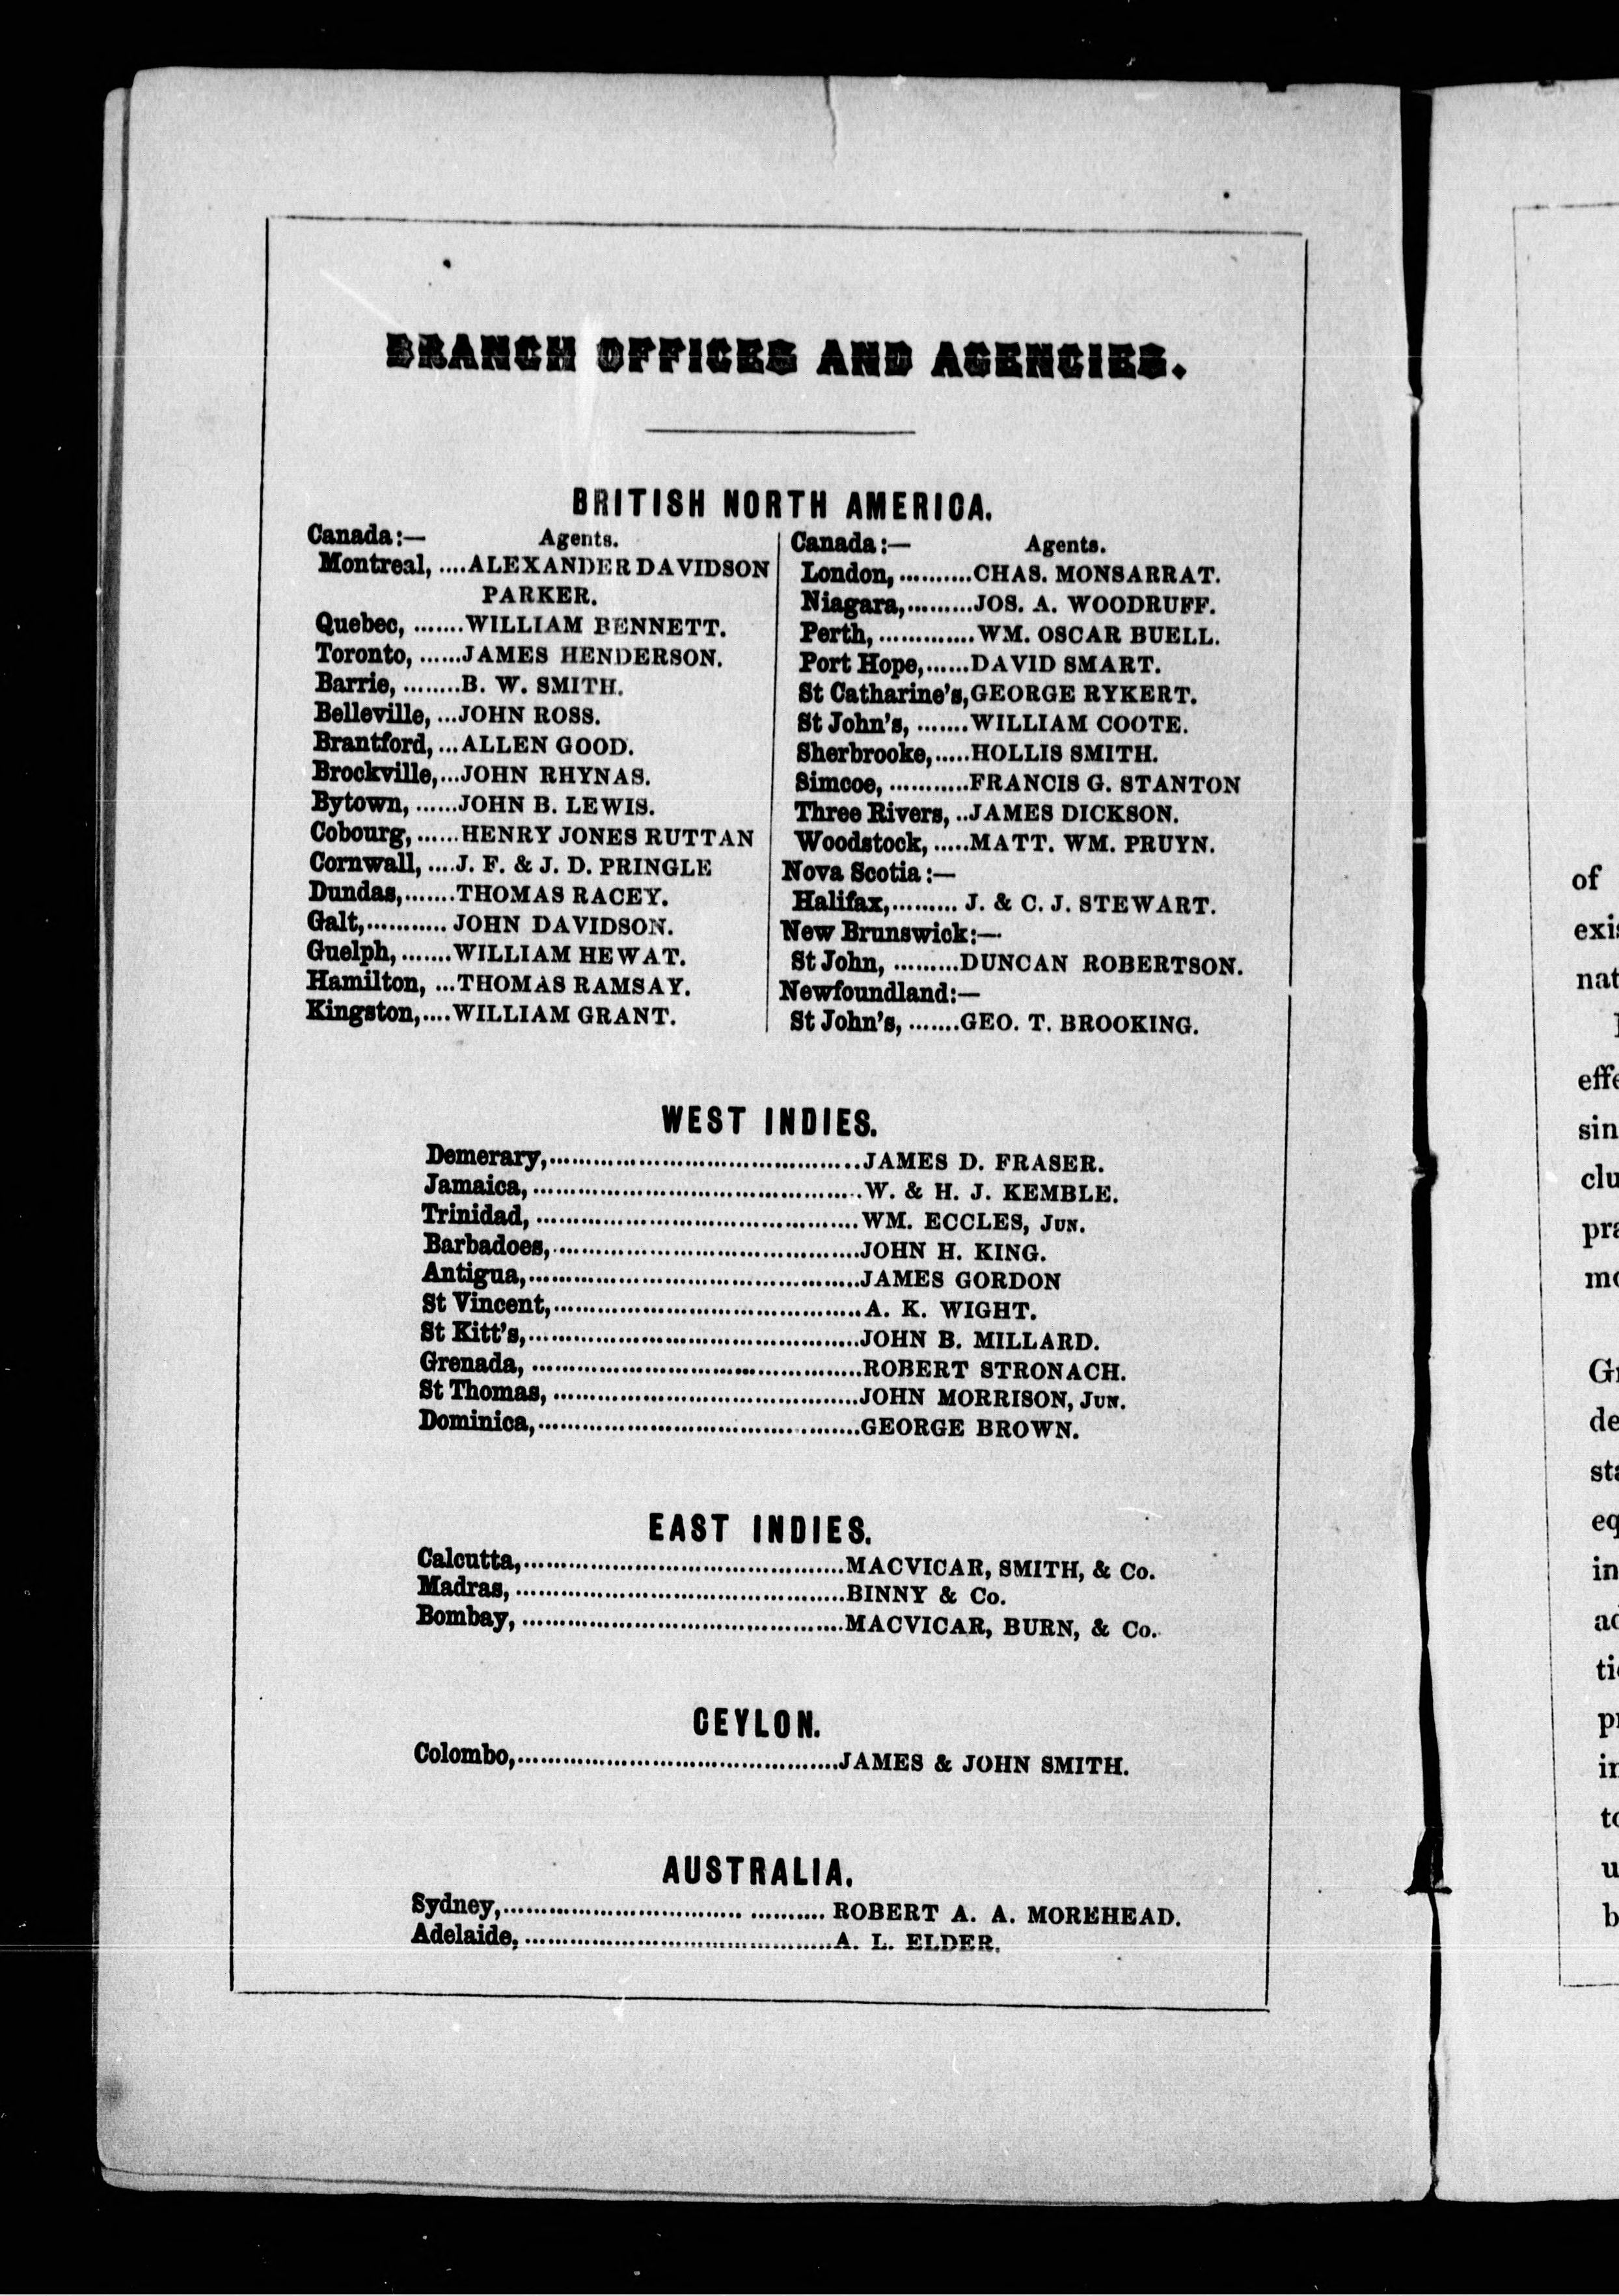 BRANCH OFFICES AND AGENCIES.
BRITISH NORTH AMERICA.
Canada:— Agents.
Montreal, ....ALEXANDER DAVIDSON
PARKER.
Quebec, .......WILLIAM BENNETT.
Toronto, ......JAMES HENDERSON.
Barrie, ........B. W. SMITH.
Belleville, ...JOHN ROSS.
Brantford, ...ALLEN GOOD.
Brockville,...JOHN RHYNAS.
Bytown, ......JOHN B. LEWIS.
Cobourg, ......HENRY JONES RUTTAN
Cornwall, ....J. F. & J. D. PRINGLE
Dundas,.......THOMAS RACEY.
Galt,........... JOHN DAVIDSON.
Guelph, .......WILLIAM HEWAT.
Hamilton, ...THOMAS RAMSAY.
Kingston,....WILLIAM GRANT.
Canada:— Agents.
London, ..........CHAS. MONSARRAT.
Niagara,.........JOS. A. WOODRUFF.
Perth, .............WM. OSCAR BUELL.
Port Hope,......DAVID SMART.
St Catharine's,GEORGE RYKERT.
St John's, .......WILLIAM COOTE.
Sherbrooke,.....HOLLIS SMITH.
Simcoe, ...........FRANCIS G. STANTON
Three Rivers, ..JAMES DICKSON.
Woodstock, .....MATT. WM. PRUYN.
Nova Scotia:—
Halifax,......... J. & C. J. STEWART.
New Brunswick:—
St John, .........DUNCAN ROBERTSON.
Newfoundland:—
St John's, .......GEO. T. BROOKING.
WEST INDIES.
Demerary,..........................................JAMES D. FRASER.
Jamaica, ............................................W. & H. J. KEMBLE.
Trinidad, ...........................................WM. ECCLES, JUN.
Barbadoes,.........................................JOHN H. KING.
Antigua,............................................JAMES GORDON
St Vincent,.........................................A. K. WIGHT.
St Kitt's,............................................JOHN B. MILLARD.
Grenada, ............................................ROBERT STRONACH.
St Thomas, .........................................JOHN MORRISON, JUN.
Dominica,...........................................GEORGE BROWN.
EAST INDIES.
Calcutta,...........................................MACVICAR, SMITH, & Co.
Madras, ............................................BINNY & Co.
Bombay, ...........................................MACVICAR, BURN, & Co.
CEYLON.
Colombo,...........................................JAMES & JOHN SMITH.
AUSTRALIA.
Sydney,................................ .......... ROBERT A. A. MOREHEAD.
Adelaide, .........................................A. L. ELDER.
of